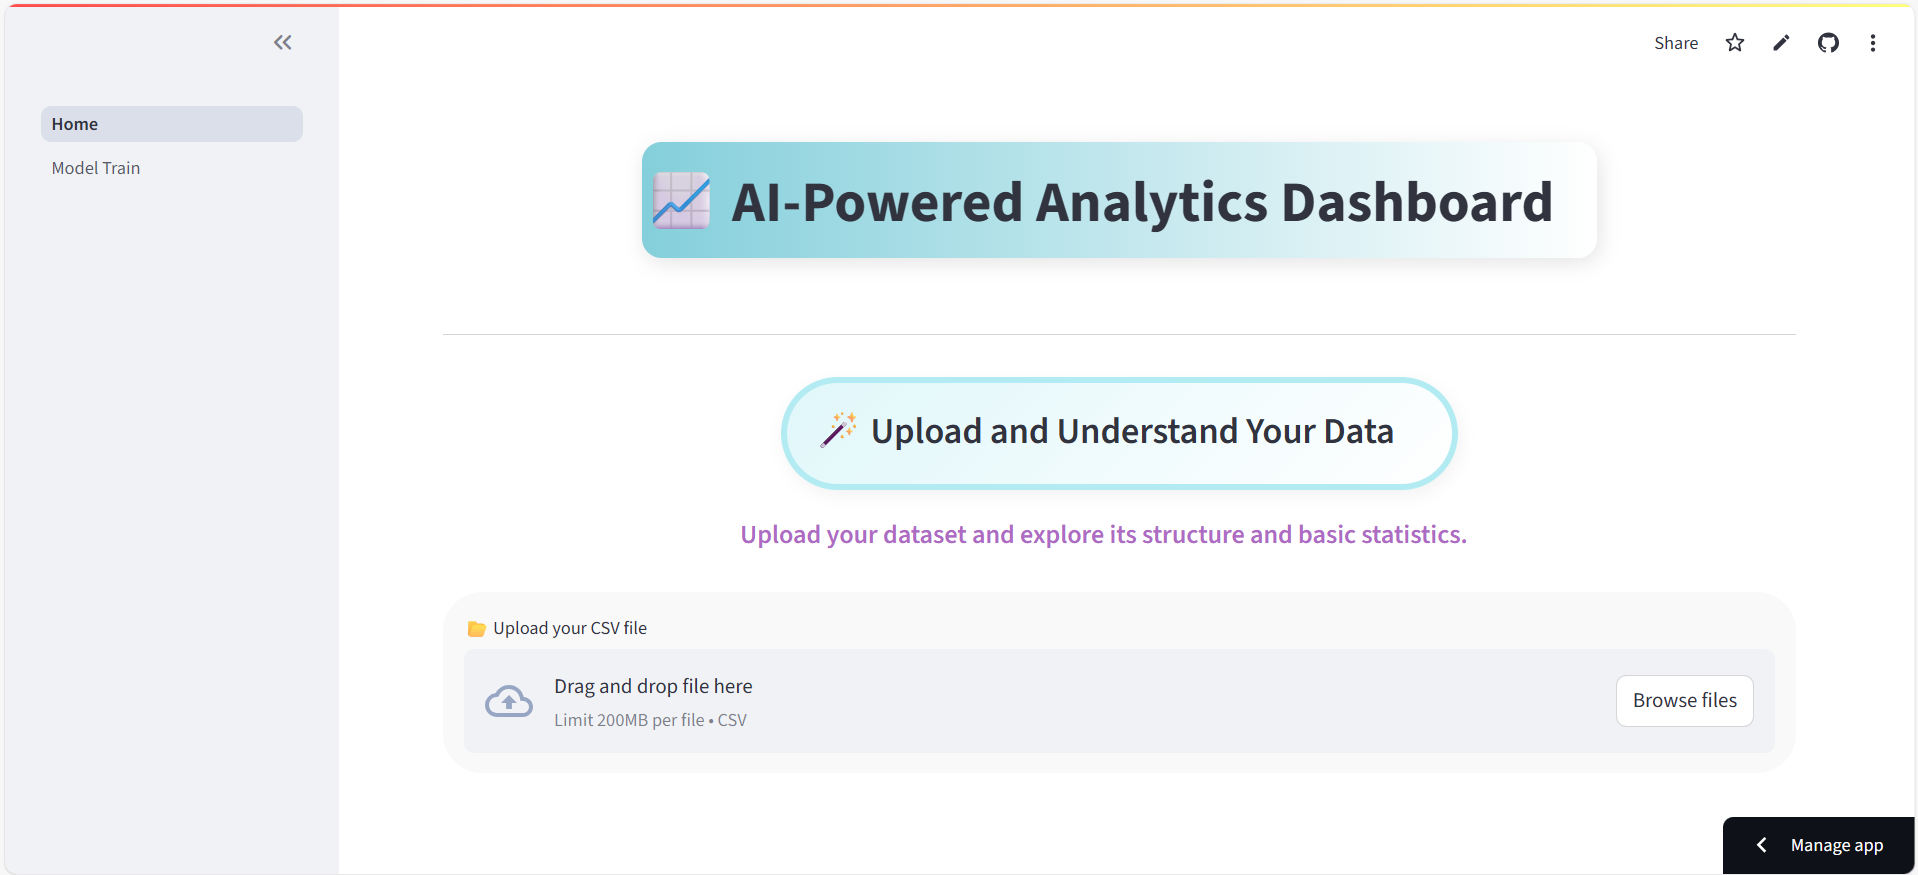 Share
Home
Model Train
AI-Powered Analytics Dashboard
Upload and Understand Your Data
Upload your dataset and explore its structure and basic statistics.
Upload your CSV file
Drag and drop file here
Limit 200MB per file • CSV
Browse files
Manage app